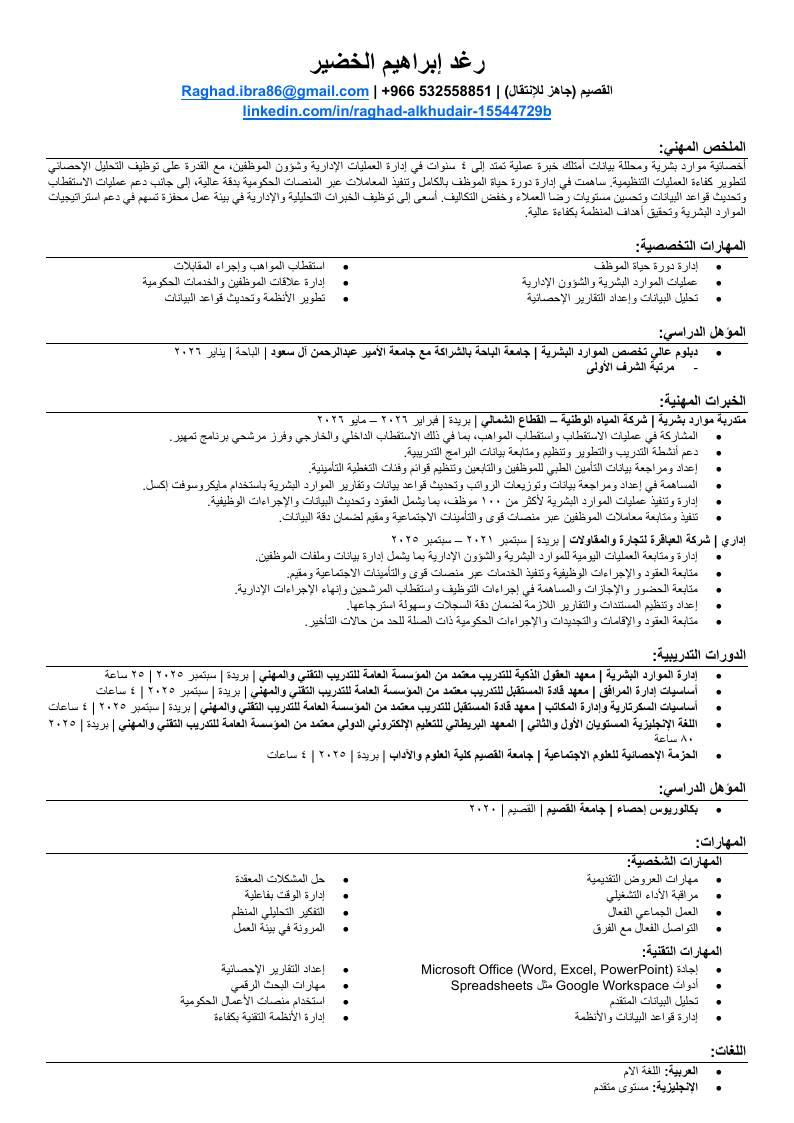 رغد إبراهيم الخضير
القصيم (جاهز للإنتقال) | +966 532558851 | Raghad.ibra86@gmail.com
linkedin.com/in/raghad-alkhudair-15544729b
الملخص المهني:
أخصائية موارد بشرية ومحللة بيانات أمتلك خبرة عملية تمتد إلى ٤ سنوات في إدارة العمليات الإدارية وشؤون الموظفين، مع القدرة على توظيف التحليل الإحصائي
لتطوير كفاءة العمليات التنظيمية. ساهمت في إدارة دورة حياة الموظف بالكامل وتنفيذ المعاملات عبر المنصات الحكومية بدقة عالية، إلى جانب دعم عمليات الاستقطاب
وتحديث قواعد البيانات وتحسين مستويات رضا العملاء وخفض التكاليف. أسعى إلى توظيف الخبرات التحليلية والإدارية في بيئة عمل محفزة تسهم في دعم استراتيجيات
الموارد البشرية وتحقيق أهداف المنظمة بكفاءة عالية.
المهارات التخصصية:
• إدارة دورة حياة الموظف • استقطاب المواهب وإجراء المقابلات
• عمليات الموارد البشرية والشؤون الإدارية • إدارة علاقات الموظفين والخدمات الحكومية
• تحليل البيانات وإعداد التقارير الإحصائية • تطوير الأنظمة وتحديث قواعد البيانات
المؤهل الدراسي:
• دبلوم عالي تخصص الموارد البشرية | جامعة الباحة بالشراكة مع جامعة الأمير عبدالرحمن آل سعود | الباحة | يناير ٢٠٢٦
- مرتبة الشرف الأولى
الخبرات المهنية:
متدربة موارد بشرية | شركة المياه الوطنية – القطاع الشمالي | بريدة | فبراير ٢٠٢٦ – مايو ٢٠٢٦
• المشاركة في عمليات الاستقطاب واستقطاب المواهب، بما في ذلك الاستقطاب الداخلي والخارجي وفرز مرشحي برنامج تمهير.
• دعم أنشطة التدريب والتطوير وتنظيم ومتابعة بيانات البرامج التدريبية.
• إعداد ومراجعة بيانات التأمين الطبي للموظفين والتابعين وتنظيم قوائم وفئات التغطية التأمينية.
• المساهمة في إعداد ومراجعة بيانات وتوزيعات الرواتب وتحديث قواعد بيانات وتقارير الموارد البشرية باستخدام مايكروسوفت إكسل.
• إدارة وتنفيذ عمليات الموارد البشرية لأكثر من ١٠٠ موظف، بما يشمل العقود وتحديث البيانات والإجراءات الوظيفية.
• تنفيذ ومتابعة معاملات الموظفين عبر منصات قوى والتأمينات الاجتماعية ومقيم لضمان دقة البيانات.
إداري | شركة العباقرة لتجارة والمقاولات | بريدة | سبتمبر ٢٠٢١ – سبتمبر ٢٠٢٥
• إدارة ومتابعة العمليات اليومية للموارد البشرية والشؤون الإدارية بما يشمل إدارة بيانات وملفات الموظفين.
• متابعة العقود والإجراءات الوظيفية وتنفيذ الخدمات عبر منصات قوى والتأمينات الاجتماعية ومقيم.
• متابعة الحضور والإجازات والمساهمة في إجراءات التوظيف واستقطاب المرشحين وإنهاء الإجراءات الإدارية.
• إعداد وتنظيم المستندات والتقارير اللازمة لضمان دقة السجلات وسهولة استرجاعها.
• متابعة العقود والإقامات والتجديدات والإجراءات الحكومية ذات الصلة للحد من حالات التأخير.
الدورات التدريبية:
• إدارة الموارد البشرية | معهد العقول الذكية للتدريب معتمد من المؤسسة العامة للتدريب التقني والمهني | بريدة | سبتمبر ٢٠٢٥ | ٢٥ ساعة
• أساسيات إدارة المرافق | معهد قادة المستقبل للتدريب معتمد من المؤسسة العامة للتدريب التقني والمهني | بريدة | سبتمبر ٢٠٢٥ | ٤ ساعات
• أساسيات السكرتارية وإدارة المكاتب | معهد قادة المستقبل للتدريب معتمد من المؤسسة العامة للتدريب التقني والمهني | بريدة | سبتمبر ٢٠٢٥ | ٤ ساعات
• اللغة الإنجليزية المستويان الأول والثاني | المعهد البريطاني للتعليم الإلكتروني الدولي معتمد من المؤسسة العامة للتدريب التقني والمهني | بريدة | ٢٠٢٥ |
٨٠ ساعة
• الحزمة الإحصائية للعلوم الاجتماعية | جامعة القصيم كلية العلوم والآداب | بريدة | ٢٠٢٥ | ٤ ساعات
المؤهل الدراسي:
• بكالوريوس إحصاء | جامعة القصيم | القصيم | ٢٠٢٠
المهارات:
المهارات الشخصية:
• مهارات العروض التقديمية • حل المشكلات المعقدة
• مراقبة الأداء التشغيلي • إدارة الوقت بفاعلية
• العمل الجماعي الفعال • التفكير التحليلي المنظم
• التواصل الفعال مع الفرق • المرونة في بيئة العمل
المهارات التقنية:
• إجادة Microsoft Office (Word, Excel, PowerPoint) • إعداد التقارير الإحصائية
• أدوات Google Workspace مثل Spreadsheets • مهارات البحث الرقمي
• تحليل البيانات المتقدم • استخدام منصات الأعمال الحكومية
• إدارة قواعد البيانات والأنظمة • إدارة الأنظمة التقنية بكفاءة
اللغات:
• العربية: اللغة الام
• الإنجليزية: مستوى متقدم